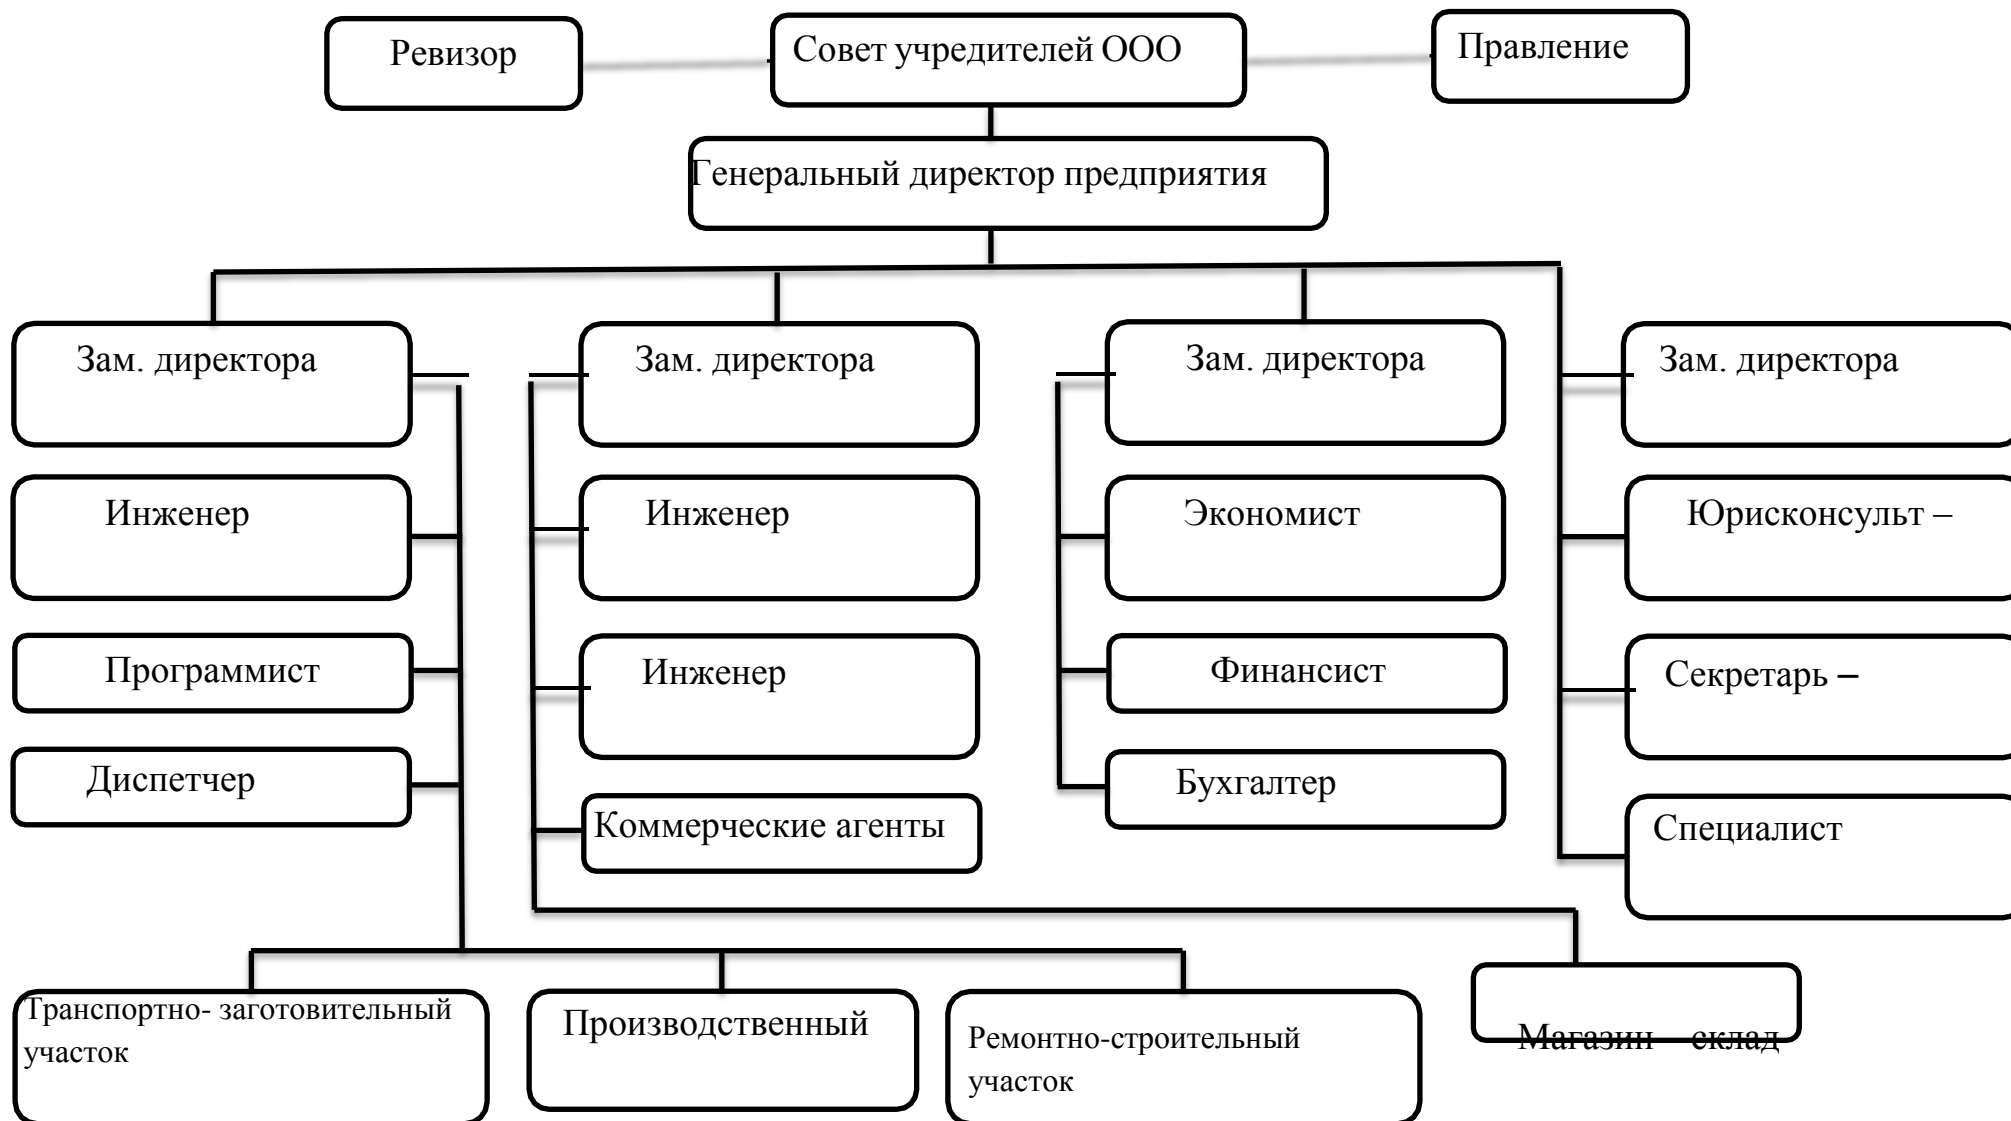 Ревизор
Совет учредителей ООО
Правление
Генеральный директор предприятия
Зам. директора
Зам. директора
Зам. директора
Зам. директора
Инженер
Инженер
Экономист
Юрисконсульт –
Программист
Инженер
Финансист
Секретарь –
Диспетчер
Коммерческие агенты
Бухгалтер
Специалист
Транспортно- заготовительный
участок
Производственный
Ремонтно-строительный
участок
Магазин – склад